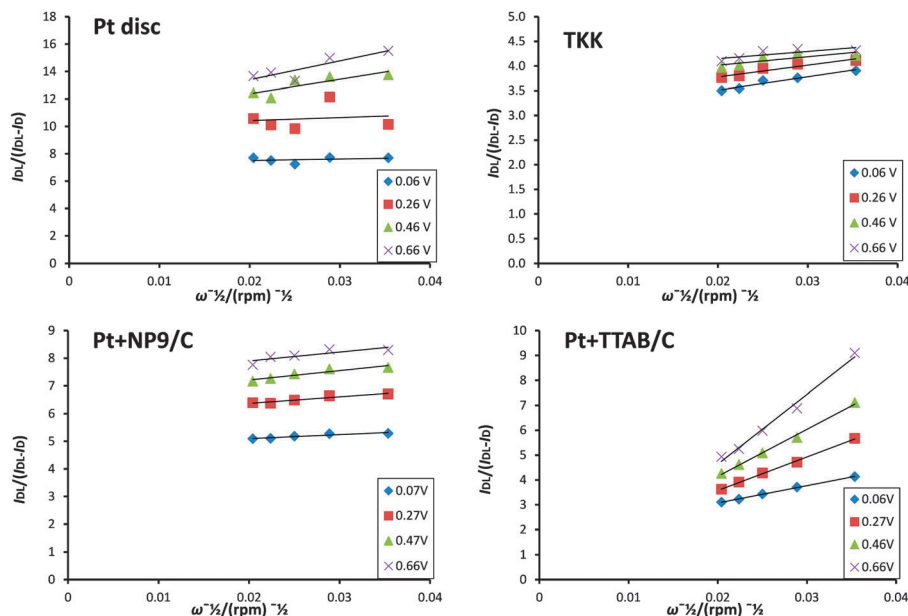 Pt disc
18
16
14
12
10
8
6
4
2
0
0
0.01
0.02
0.03
0.04
I_DL/(I_DL-I_D)
ω⁻½/(rpm) ⁻½
0.06 V
0.26 V
0.46 V
0.66 V
TKK
5.0
4.5
4.0
3.5
3.0
2.5
2.0
1.5
1.0
0.5
0.0
0
0.01
0.02
0.03
0.04
I_DL/(I_DL-I_D)
ω⁻½/(rpm) ⁻½
0.06 V
0.26 V
0.46 V
0.66 V
Pt+NP9/C
9
8
7
6
5
4
3
2
1
0
0
0.01
0.02
0.03
0.04
I_DL/(I_DL-I_D)
ω⁻½/(rpm) ⁻½
0.07V
0.27V
0.47V
0.66V
Pt+TTAB/C
10
9
8
7
6
5
4
3
2
1
0
0
0.01
0.02
0.03
0.04
I_DL/(I_DL-I_D)
ω⁻½/(rpm) ⁻½
0.06V
0.27V
0.46V
0.66V